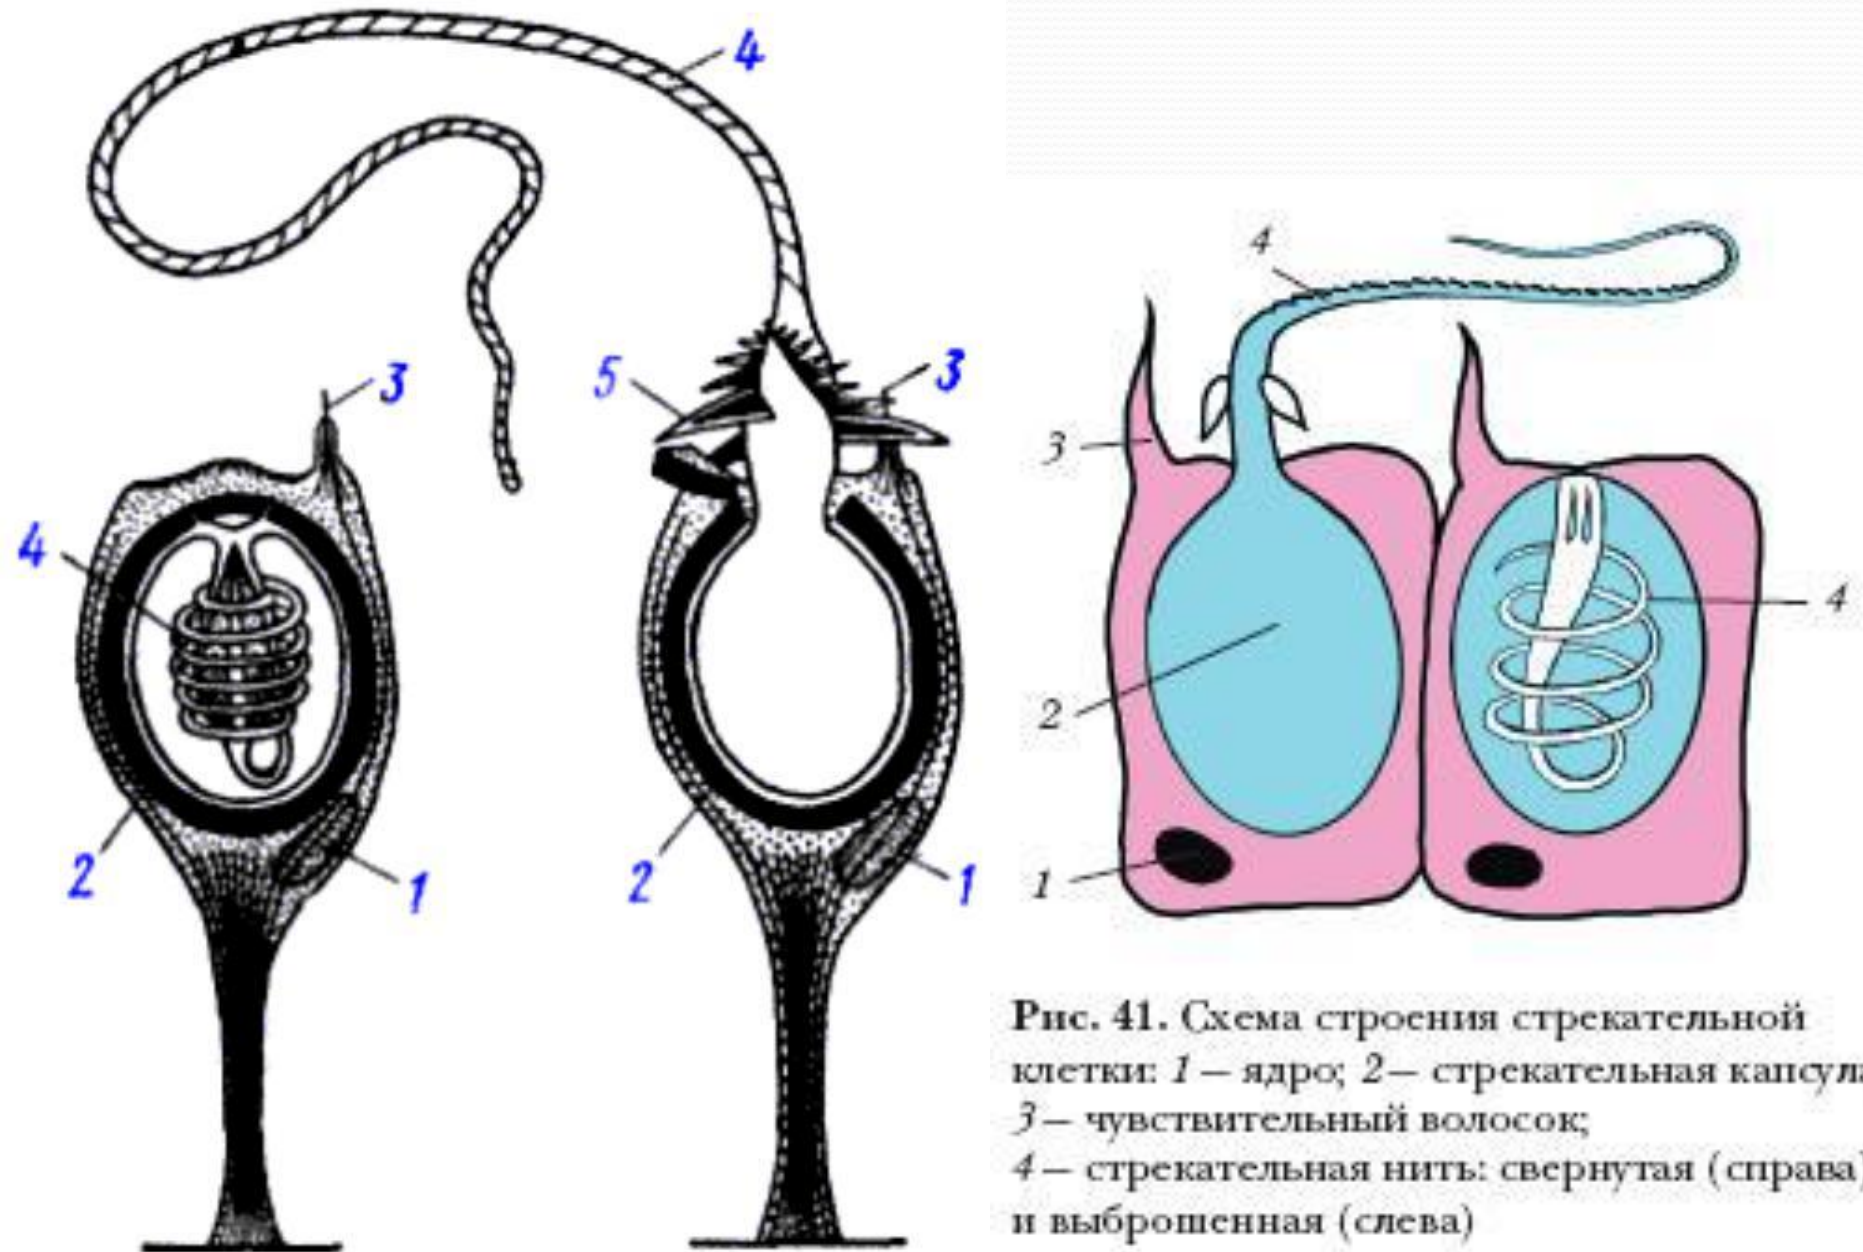 4
3
5
3
4
2
1
2
1
4
3
4
2
1
Рис. 41. Схема строения стрекательной
клетки: 1 — ядро; 2 — стрекательная капсула
3 — чувствительный волосок;
4 — стрекательная нить: свернутая (справа)
и выброшенная (слева)